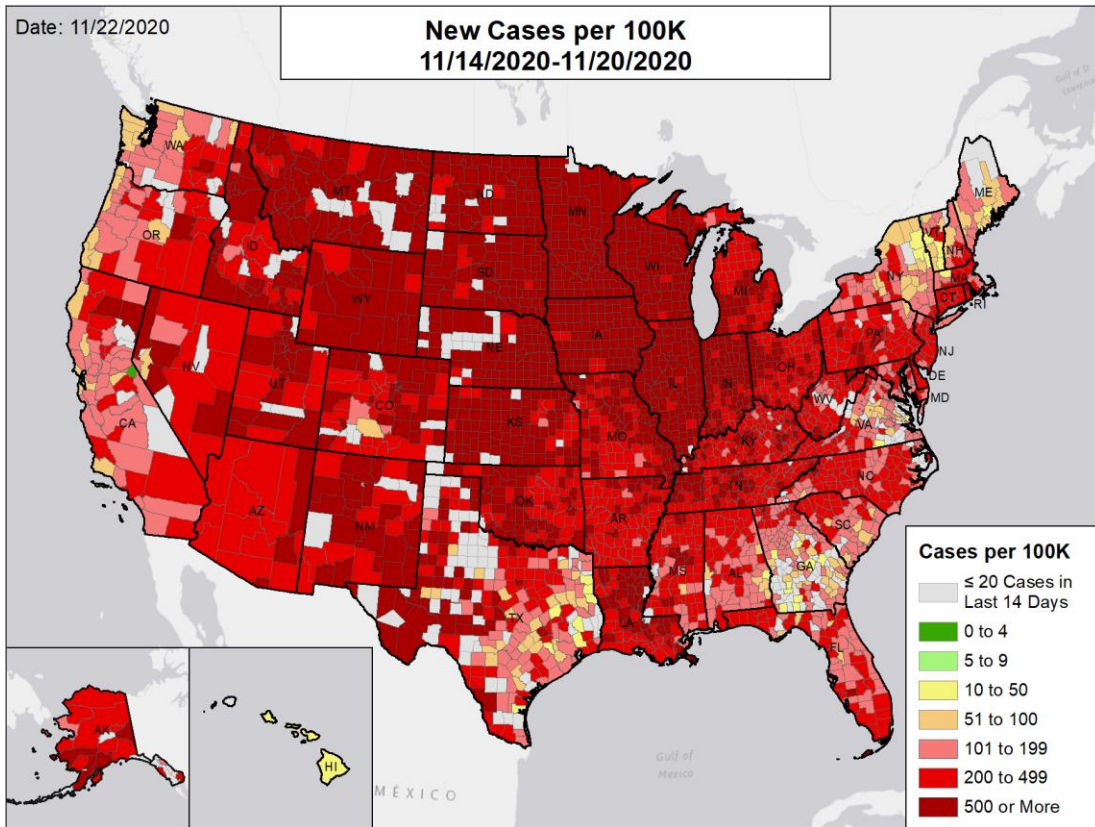 Date: 11/22/2020
New Cases per 100K
11/14/2020-11/20/2020
Gulf of St
Lawrence
WA
MT
ND
MN
ME
OR
ID
SD
WI
VT
NH
NY
MA
WY
MI
CT
RI
IA
PA
NE
NJ
NV
UT
IL
IN
OH
DE
CO
MD
WV
CA
KS
MO
VA
KY
NC
TN
AZ
OK
NM
AR
SC
MS
AL
GA
TX
LA
FL
Cases per 100K
≤ 20 Cases in
Last 14 Days
0 to 4
5 to 9
10 to 50
51 to 100
101 to 199
200 to 499
500 or More
AK
HI
Gulf of
Mexico
MÉXICO